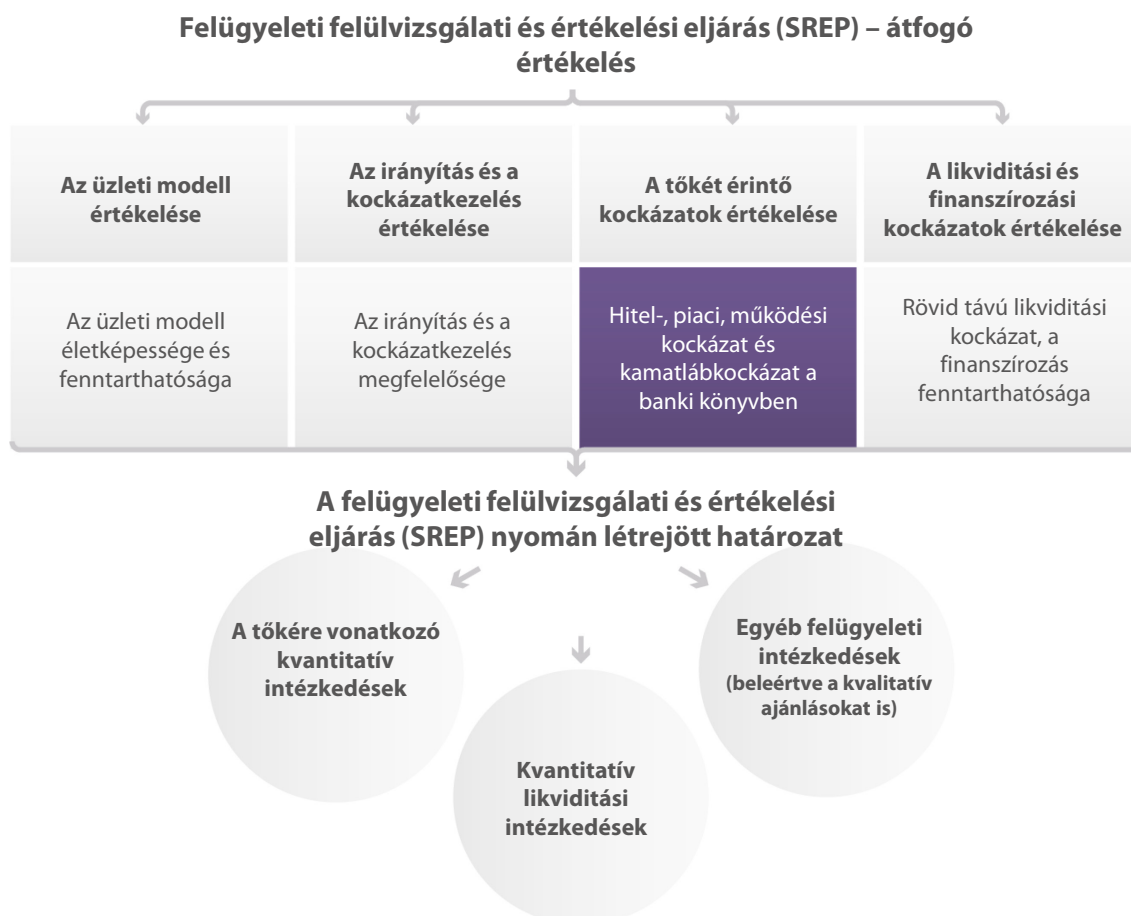 Felügyeleti felülvizsgálati és értékelési eljárás (SREP) – átfogó
értékelés
Az üzleti modell
értékelése
Az irányítás és a
kockázatkezelés
értékelése
A tőkét érintő
kockázatok értékelése
A likviditási és
finanszírozási
kockázatok értékelése
Az üzleti modell
életképessége és
fenntarthatósága
Az irányítás és a
kockázatkezelés
megfelelősége
Hitel-, piaci, működési
kockázat és
kamatlábkockázat a
banki könyvben
Rövid távú likviditási
kockázat, a
finanszírozás
fenntarthatósága
A felügyeleti felülvizsgálati és értékelési
eljárás (SREP) nyomán létrejött határozat
A tőkére vonatkozó
kvantitatív
intézkedések
Kvantitatív
likviditási
intézkedések
Egyéb felügyeleti
intézkedések
(beleértve a kvalitatív
ajánlásokat is)